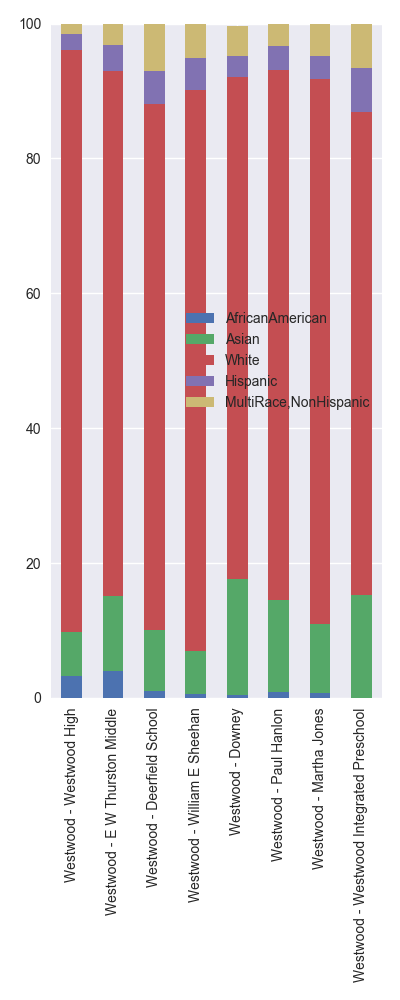 100
80
60
40
20
0
AfricanAmerican
Asian
White
Hispanic
MultiRace,NonHispanic
Westwood - Westwood High
Westwood - E W Thurston Middle
Westwood - Deerfield School
Westwood - William E Sheehan
Westwood - Downey
Westwood - Paul Hanlon
Westwood - Martha Jones
Westwood - Westwood Integrated Preschool